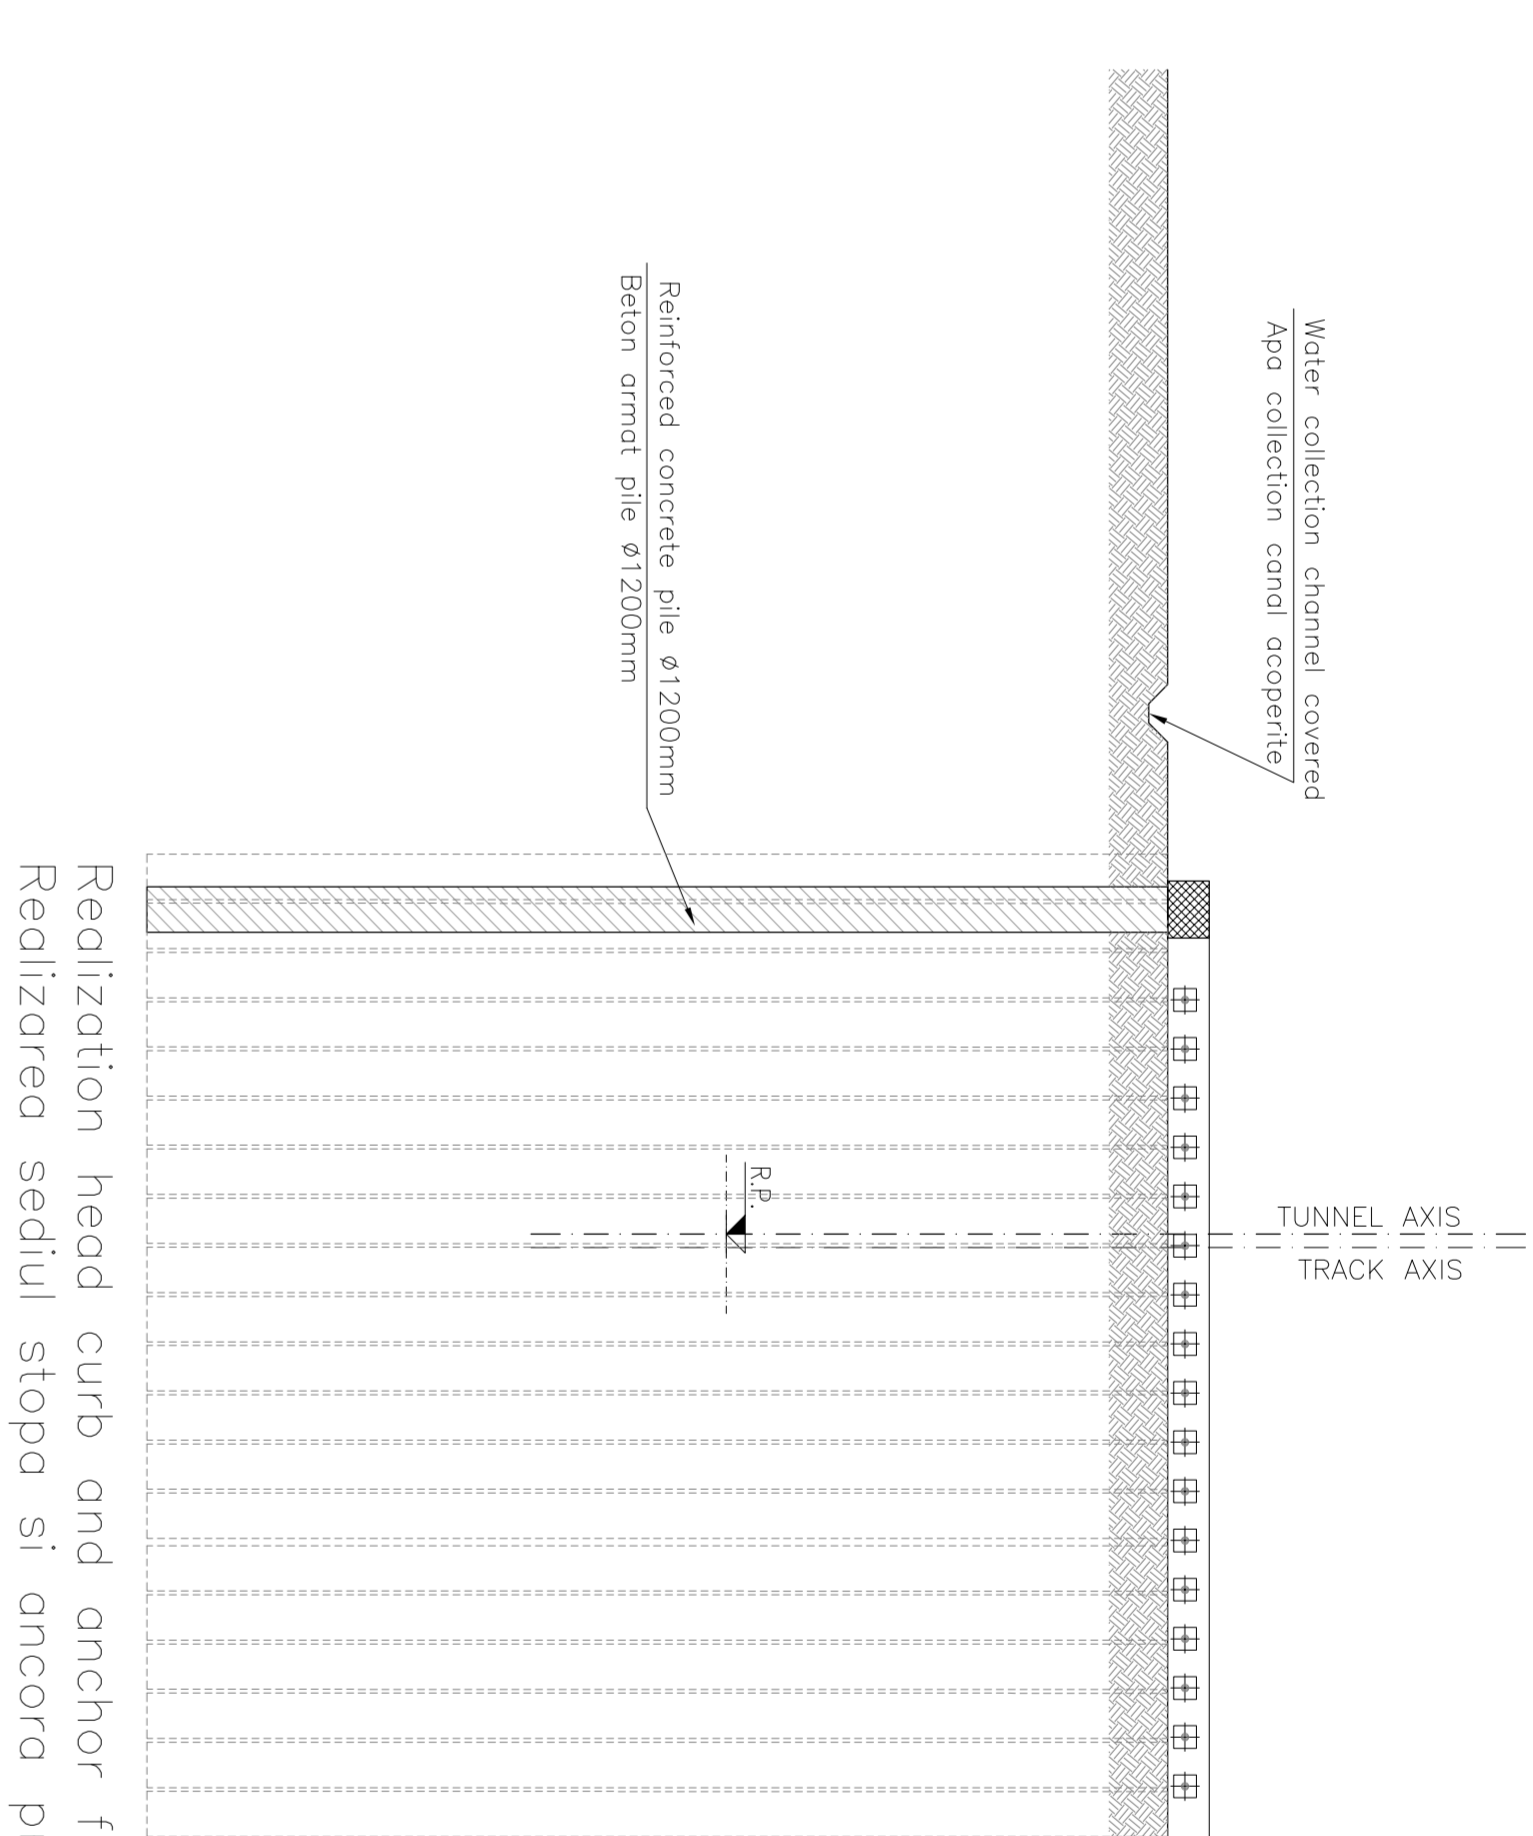 Water collection channel covered
Apa collection canal acoperite
Reinforced concrete pile Ø1200mm
Beton armat pile Ø1200mm
R.P.
TUNNEL AXIS
TRACK AXIS
Realization head curb and anchor f
Realizarea sediul stopa si ancora